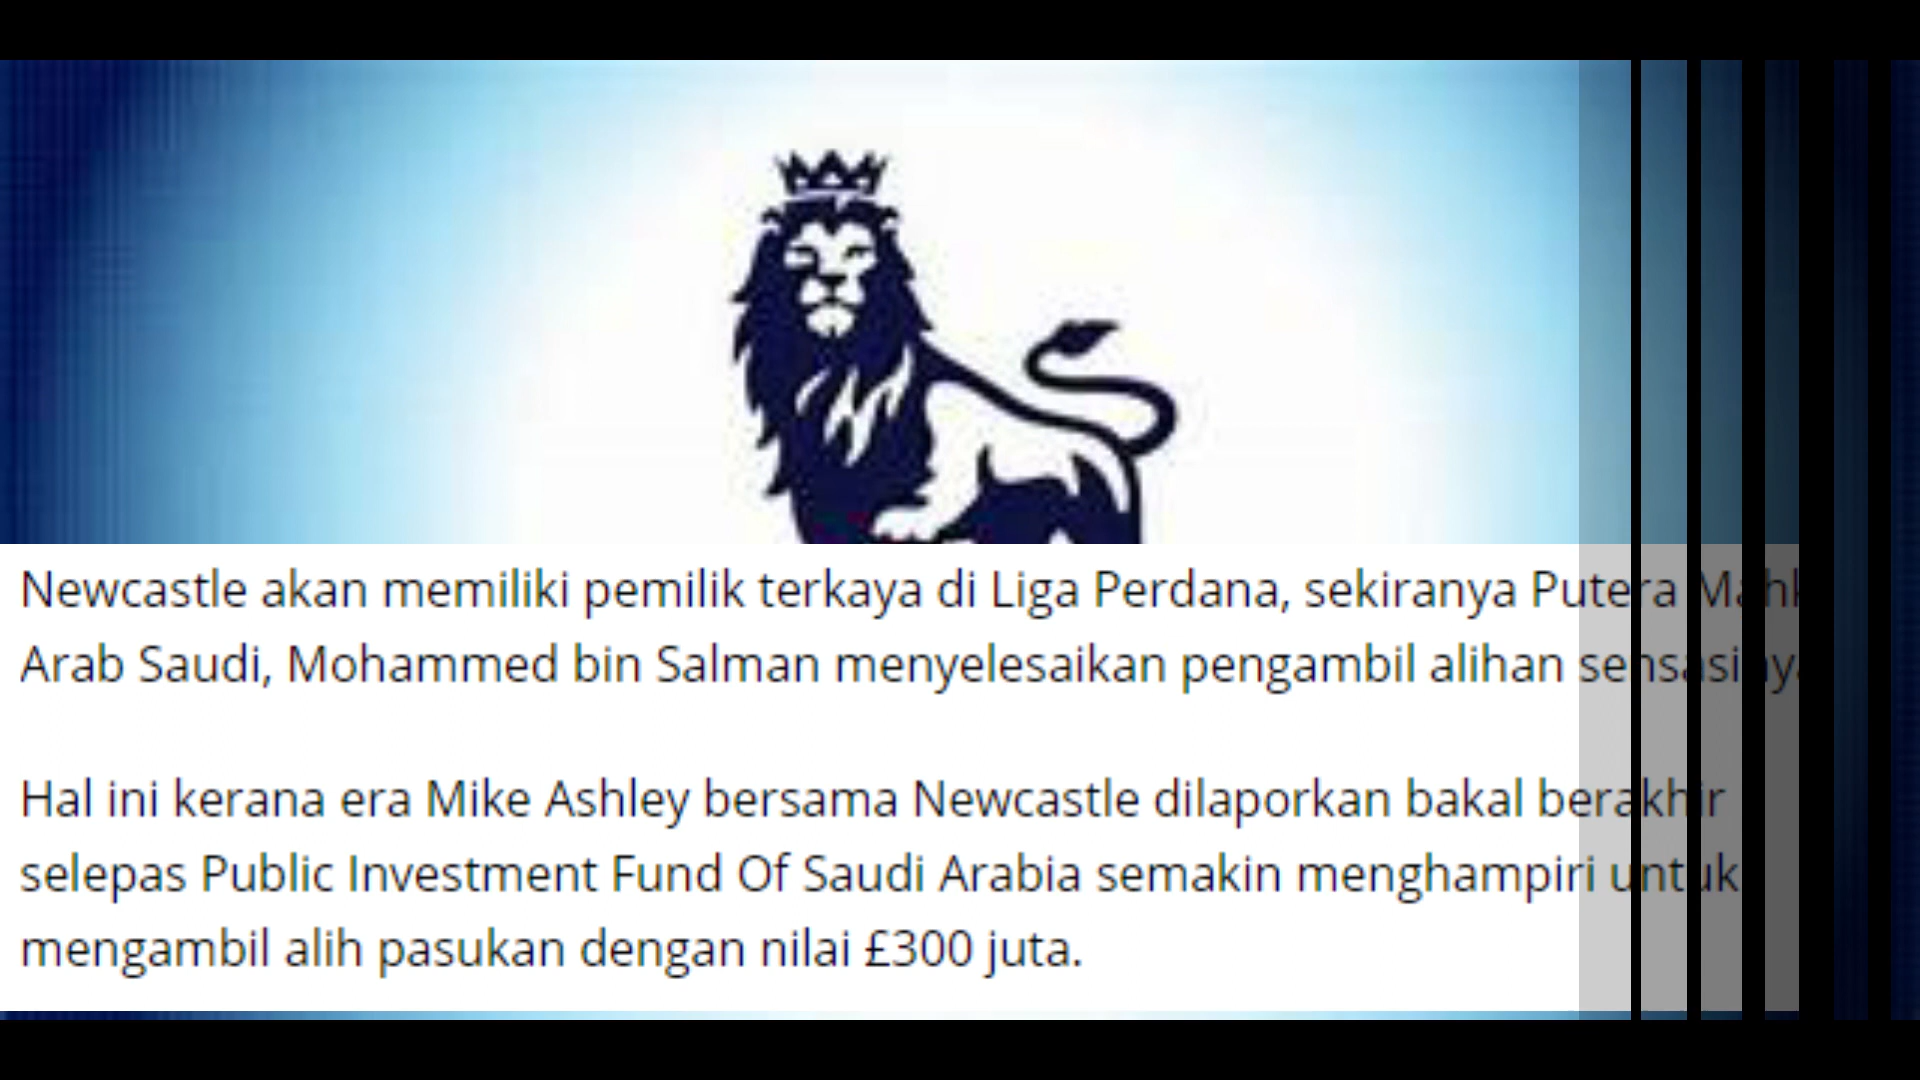 Newcastle akan memiliki pemilik terkaya di Liga Perdana, sekiranya Putera
Arab Saudi, Mohammed bin Salman menyelesaikan pengambil alihan
Hal ini kerana era Mike Ashley bersama Newcastle dilaporkan bakal berakhir
selepas Public Investment Fund Of Saudi Arabia semakin menghampiri untuk
mengambil alih pasukan dengan nilai £300 juta.